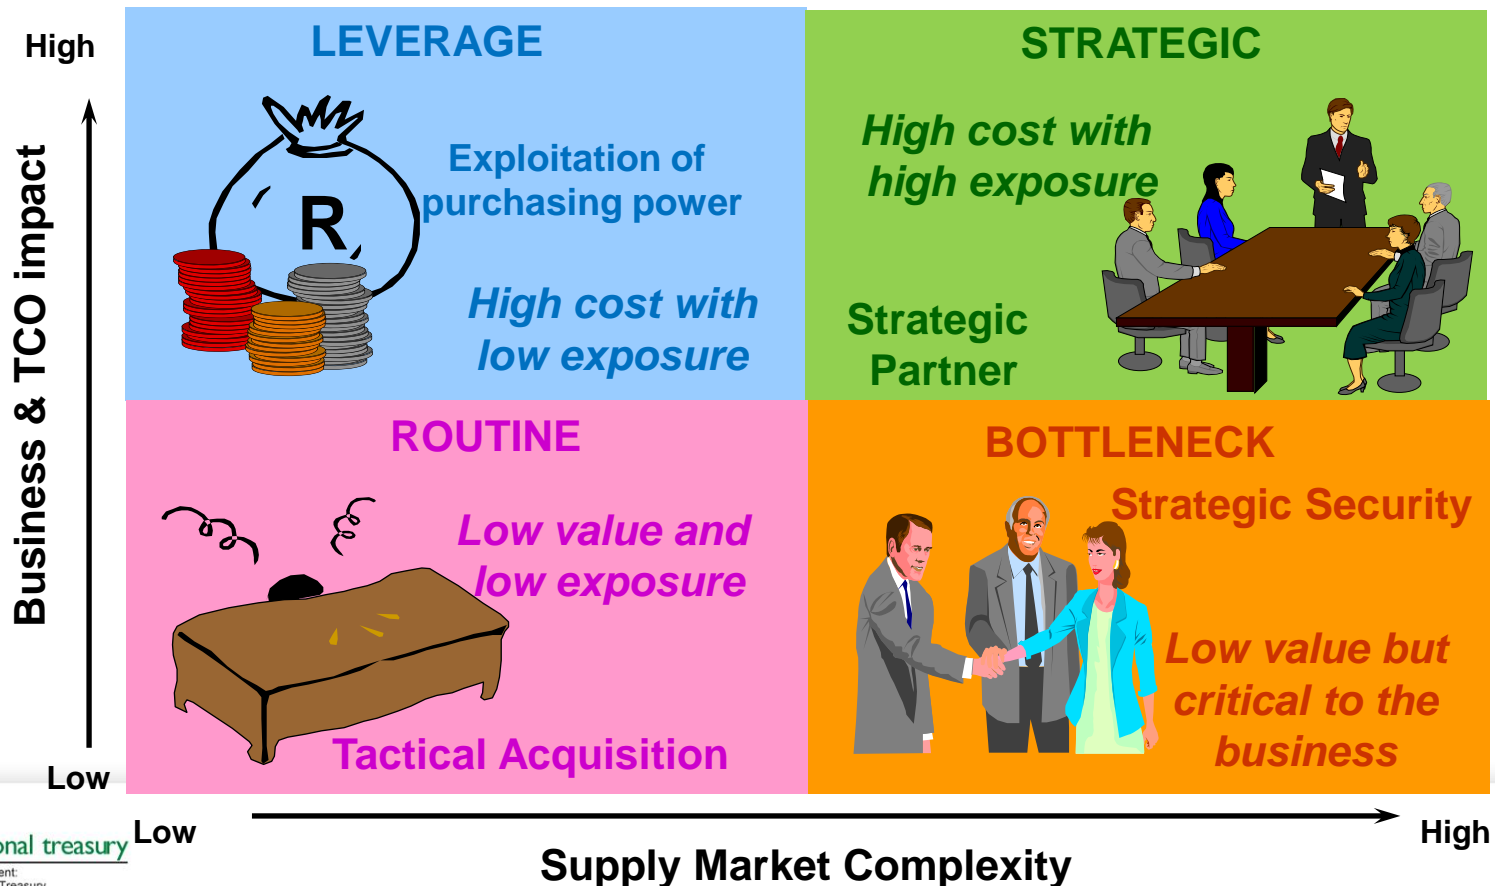 High
Business & TCO impact
Low
LEVERAGE
Exploitation of
purchasing power
R
High cost with
low exposure
STRATEGIC
High cost with
high exposure
Strategic
Partner
ROUTINE
Low value and
low exposure
Tactical Acquisition
BOTTLENECK
Strategic Security
Low value but
critical to the
business
Low
High
Supply Market Complexity
treasury
Treasury